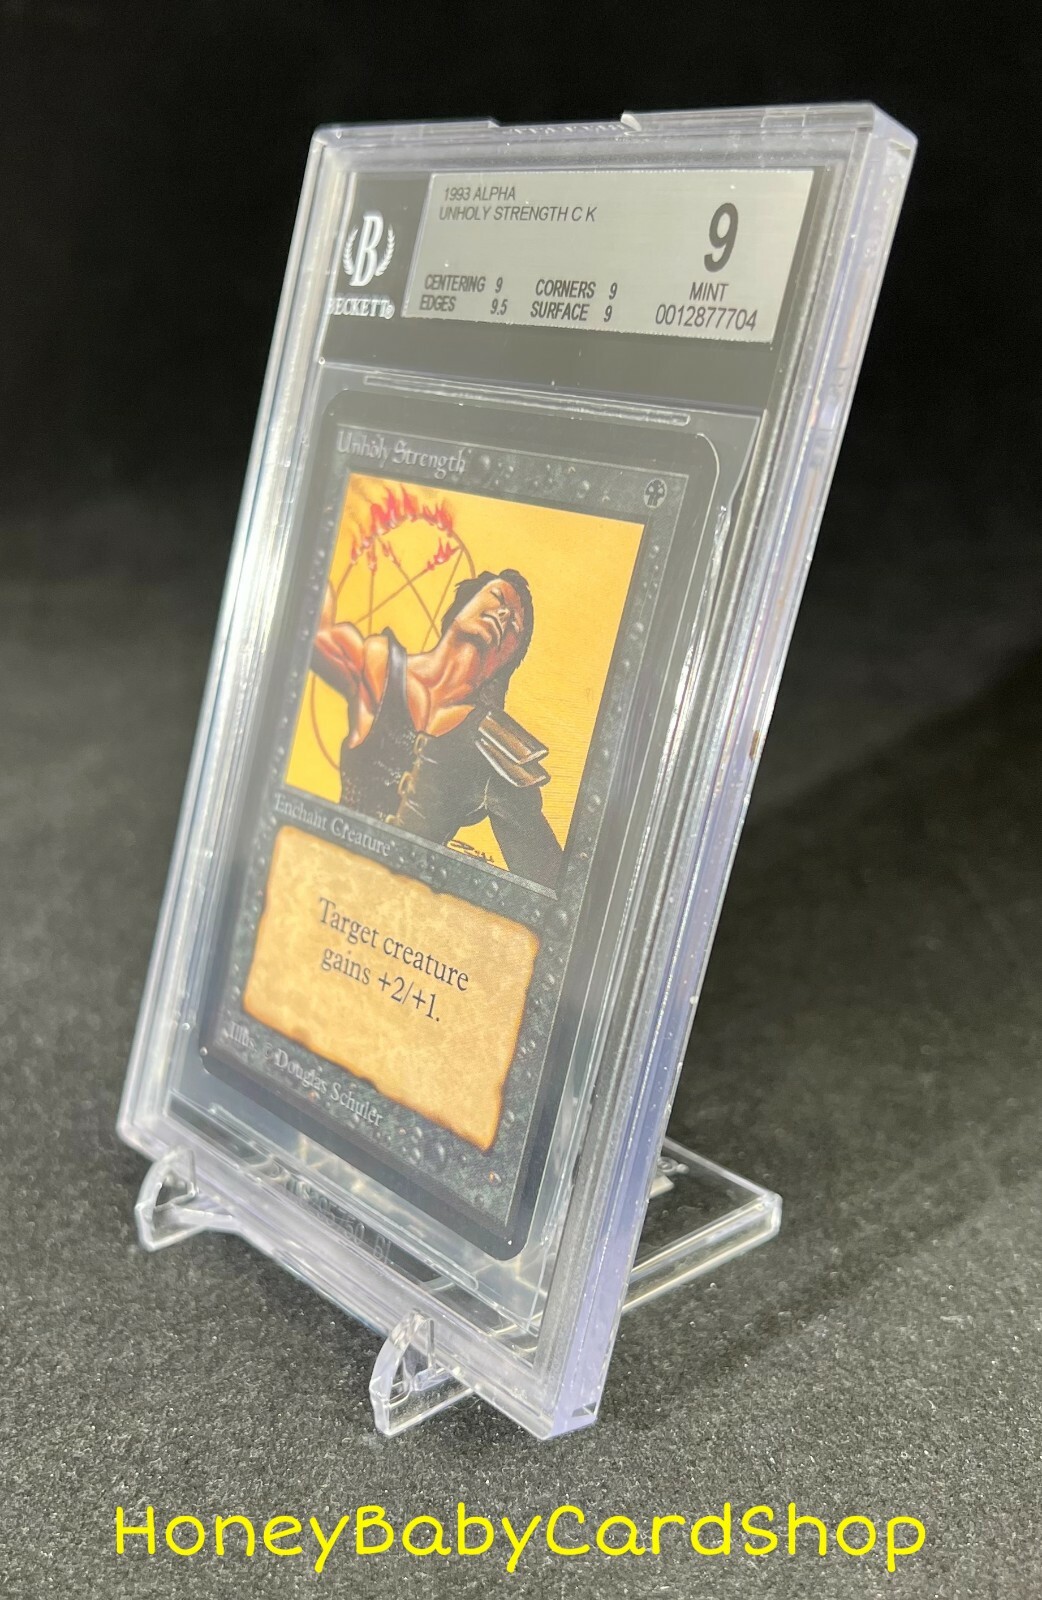 1993 ALPHA
UNHOLY STRENGTH C K
9
CENTERING 9 CORNERS 9
EDGES 9.5 SURFACE 9
MINT
0012877704
B
BECKETT®
Unholy Strength
Enchant Creature
Target creature
gains +2/+1.
Illus. © Douglas Schuler
HoneyBabyCardShop